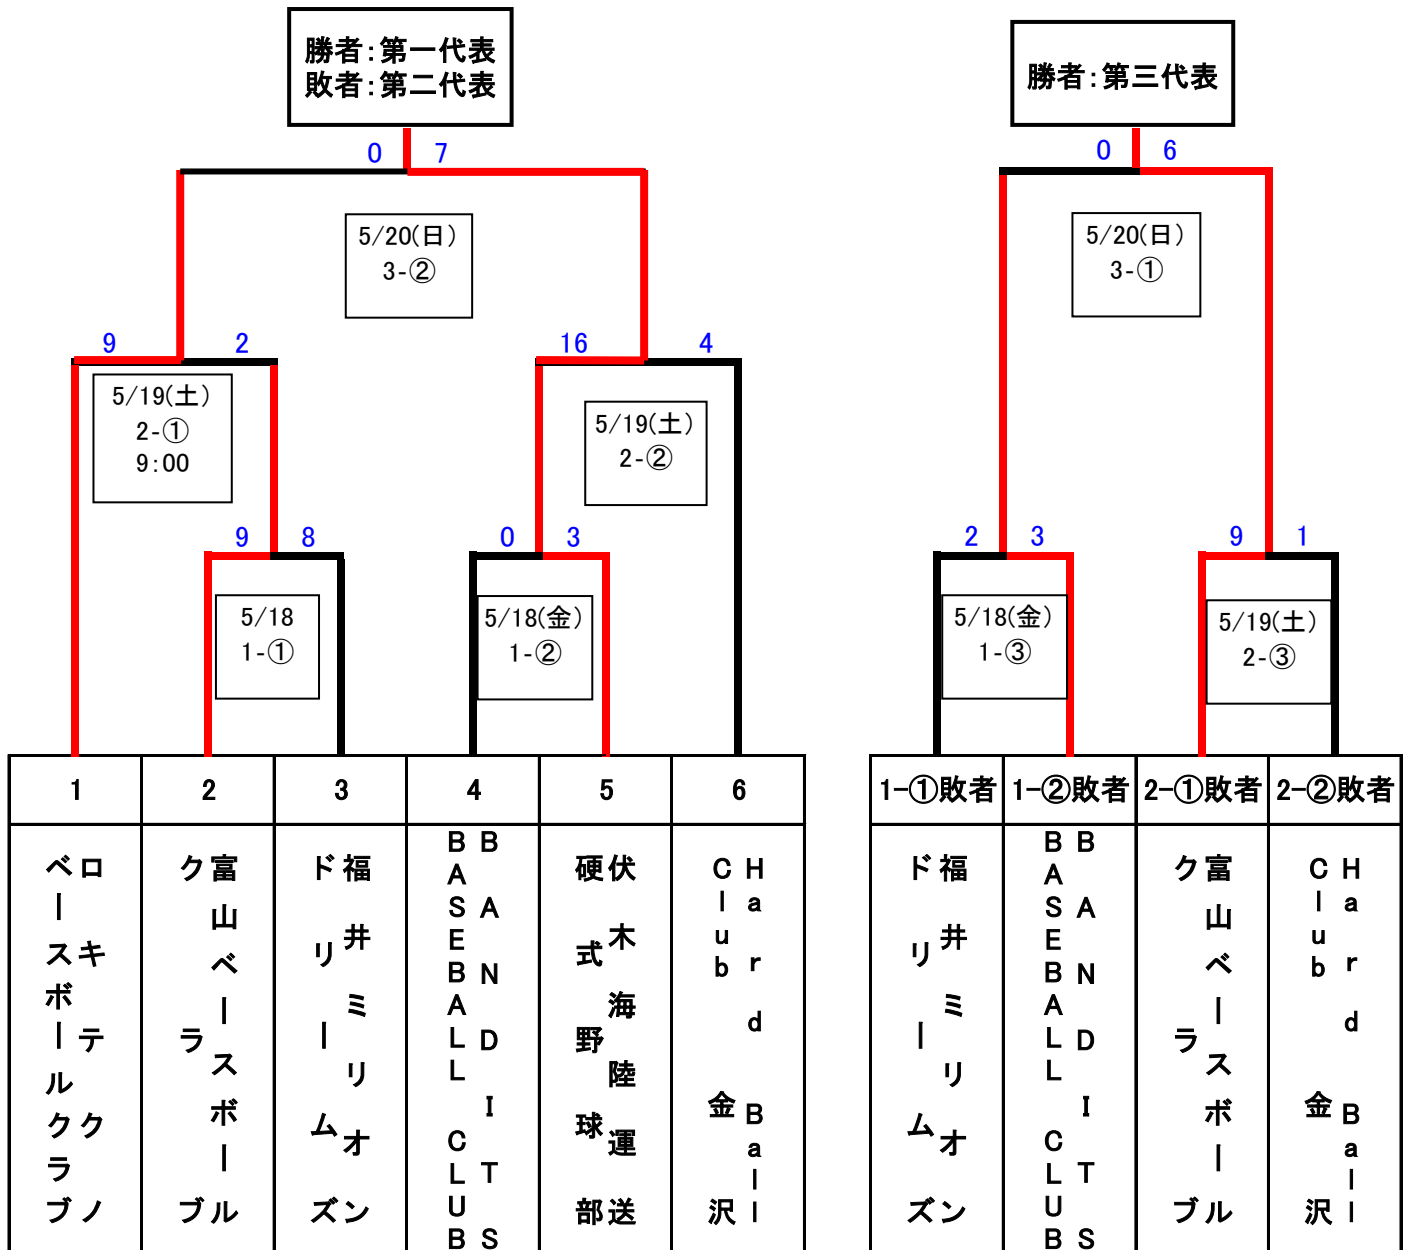 勝者:第一代表
敗者:第二代表
勝者:第三代表
0 7
0 6
5/20(日)
3-②
5/20(日)
3-①
9 2
16 4
5/19(土)
2-①
9:00
5/19(土)
2-②
9 8
0 3
2 3
9 1
5/18
1-①
5/18(金)
1-②
5/18(金)
1-③
5/19(土)
2-③
1 2 3 4 5 6
1-①敗者 1-②敗者 2-①敗者 2-②敗者
ロキテクノ
ベースボールクラブ
富山ベースボール
クラブ
福井ミリオン
ドリームズ
BANDITS
BASEBALL CLUB
伏木海陸運送
硬式野球部
Hard Ball
Club 金沢
福井ミリオン
ドリームズ
BANDITS
BASEBALL CLUB
富山ベースボール
クラブ
Hard Ball
Club 金沢